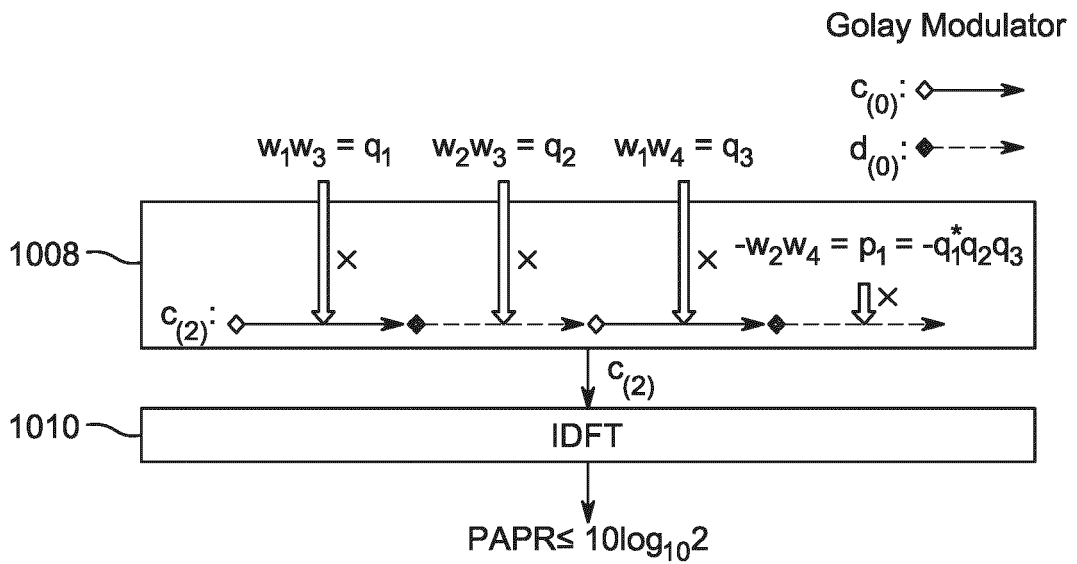 Golay Modulator
c(0):
d(0):
w1w3 = q1 w2w3 = q2 w1w4 = q3
1008
× × × -w2w4 = p1 = -q1*q2q3
×
c(2):
c(2)
1010
IDFT
PAPR≤ 10log102